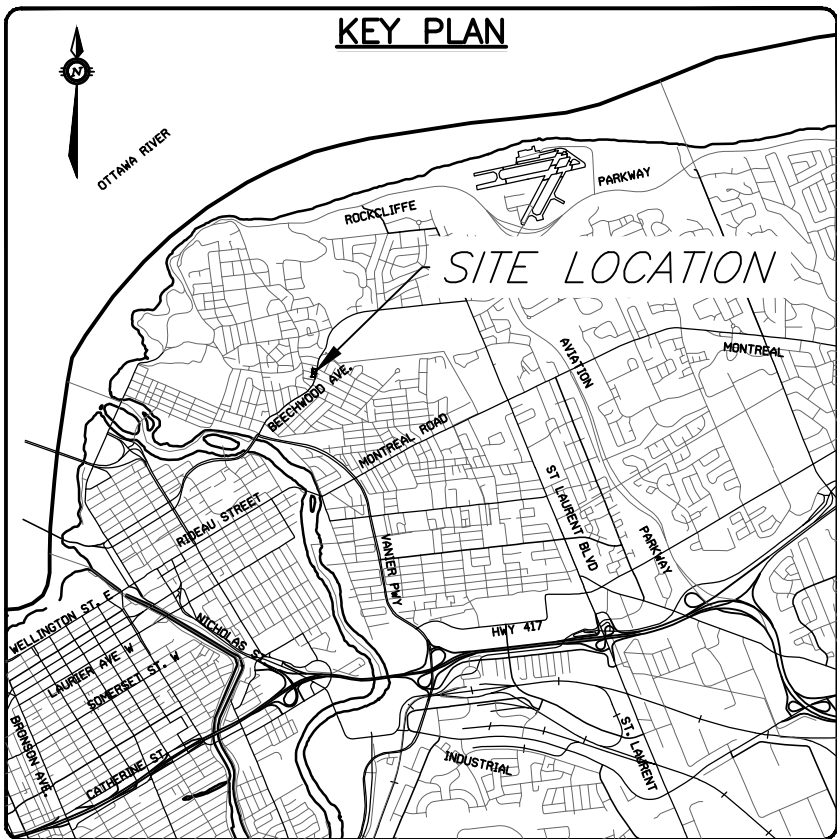 KEY PLAN
N
OTTAWA RIVER
PARKWAY
ROCKCLIFFE
SITE LOCATION
AVIATION
MONTREAL
BEECHWOOD AVE.
MONTREAL ROAD
ST LAURENT BLVD
RIDEAU STREET
PARKWAY
VANIER PWY
WELLINGTON ST.
NICHOLAS
HWY 417
LAURIER AVE W
SOMERSET ST. W
BRONSON AVE.
CATHERINE ST.
ST. LAURENT
INDUSTRIAL